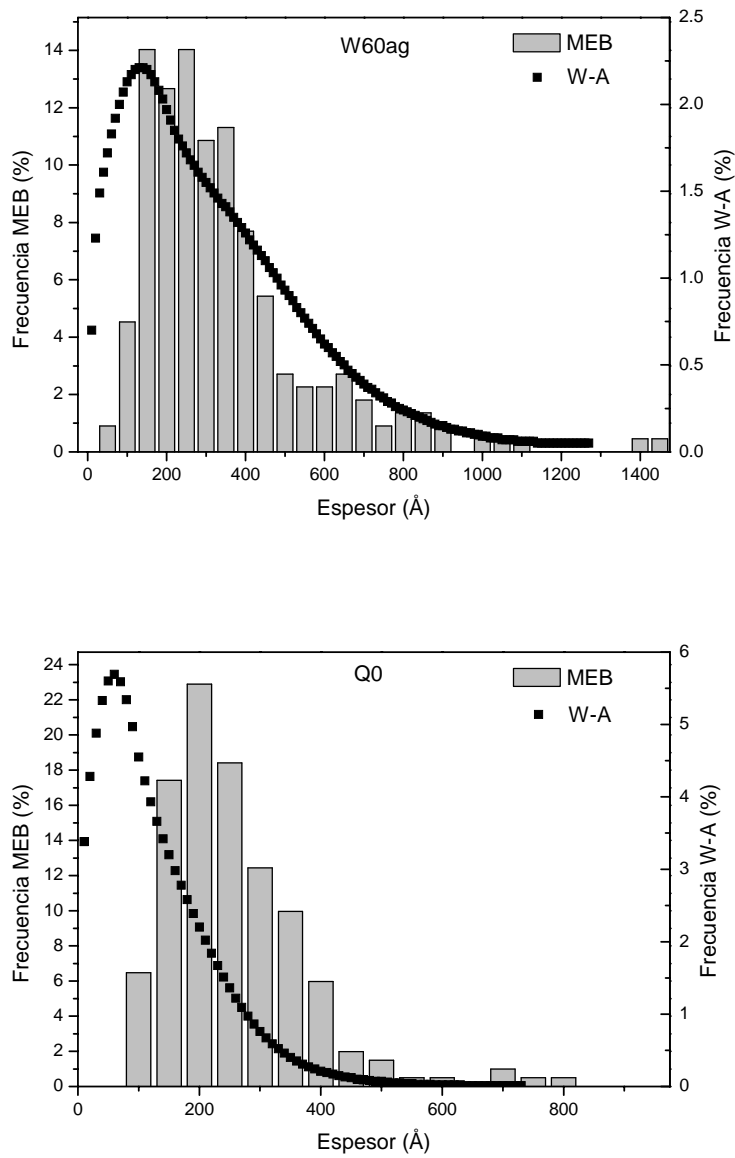 W60ag
MEB
W-A
14
12
10
8
6
4
2
0
Frecuencia MEB (%)
2.5
2.0
1.5
1.0
0.5
0.0
Frecuencia W-A (%)
0 200 400 600 800 1000 1200 1400
Espesor (Å)
Q0
MEB
W-A
24
22
20
18
16
14
12
10
8
6
4
2
0
Frecuencia MEB (%)
6
5
4
3
2
1
0
Frecuencia W-A (%)
0 200 400 600 800
Espesor (Å)